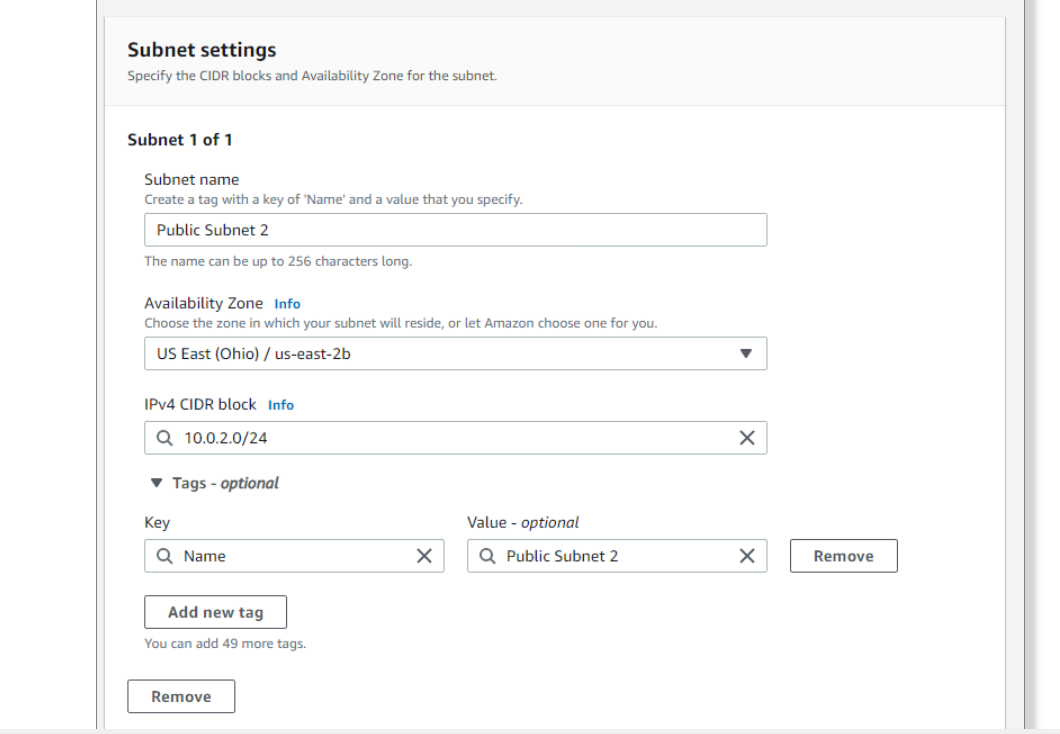 Subnet settings
Specify the CIDR blocks and Availability Zone for the subnet.
Subnet 1 of 1
Subnet name
Create a tag with a key of 'Name' and a value that you specify.
Public Subnet 2
The name can be up to 256 characters long.
Availability Zone Info
Choose the zone in which your subnet will reside, or let Amazon choose one for you.
US East (Ohio) / us-east-2b
IPv4 CIDR block Info
10.0.2.0/24
Tags - optional
Key Value - optional
Name Public Subnet 2 Remove
Add new tag
You can add 49 more tags.
Remove